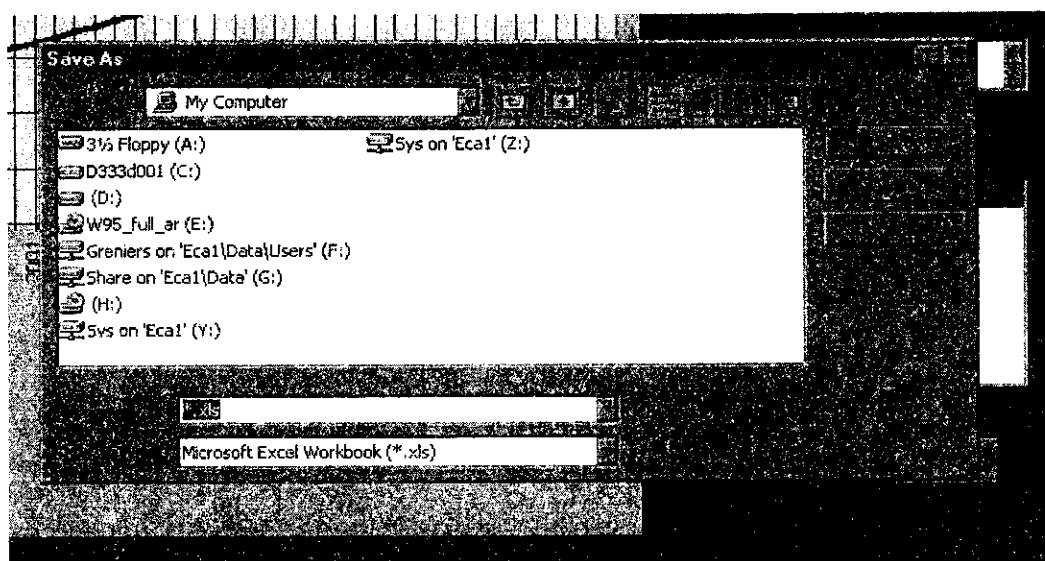 Save As
My Computer
3½ Floppy (A:)
D333d001 (C:)
(D:)
W95_full_ar (E:)
Greniers on 'Eca1\Data\Users' (F:)
Share on 'Eca1\Data' (G:)
(H:)
Sys on 'Eca1' (Y:)
Sys on 'Eca1' (Z:)
*.xls
Microsoft Excel Workbook (*.xls)